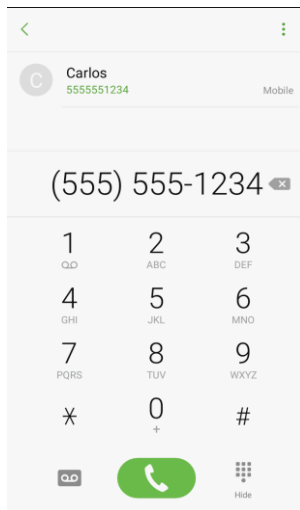 C
Carlos
5555551234
Mobile
(555) 555-1234
1 2 3
ABC DEF
4 5 6
GHI JKL MNO
7 8 9
PQRS TUV WXYZ
* 0 #
+
Hide